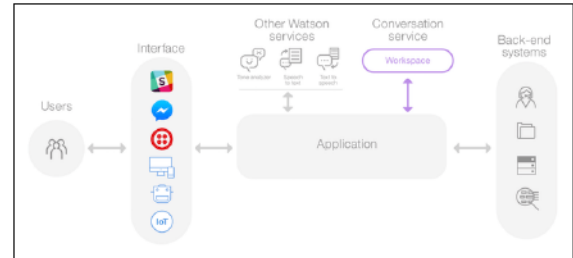 Other Watson
services
Conversation
service
Interface
Back-end
systems
Workspace
Tone analyzer
Speech
to text
Text to
speech
Users
Application
IoT